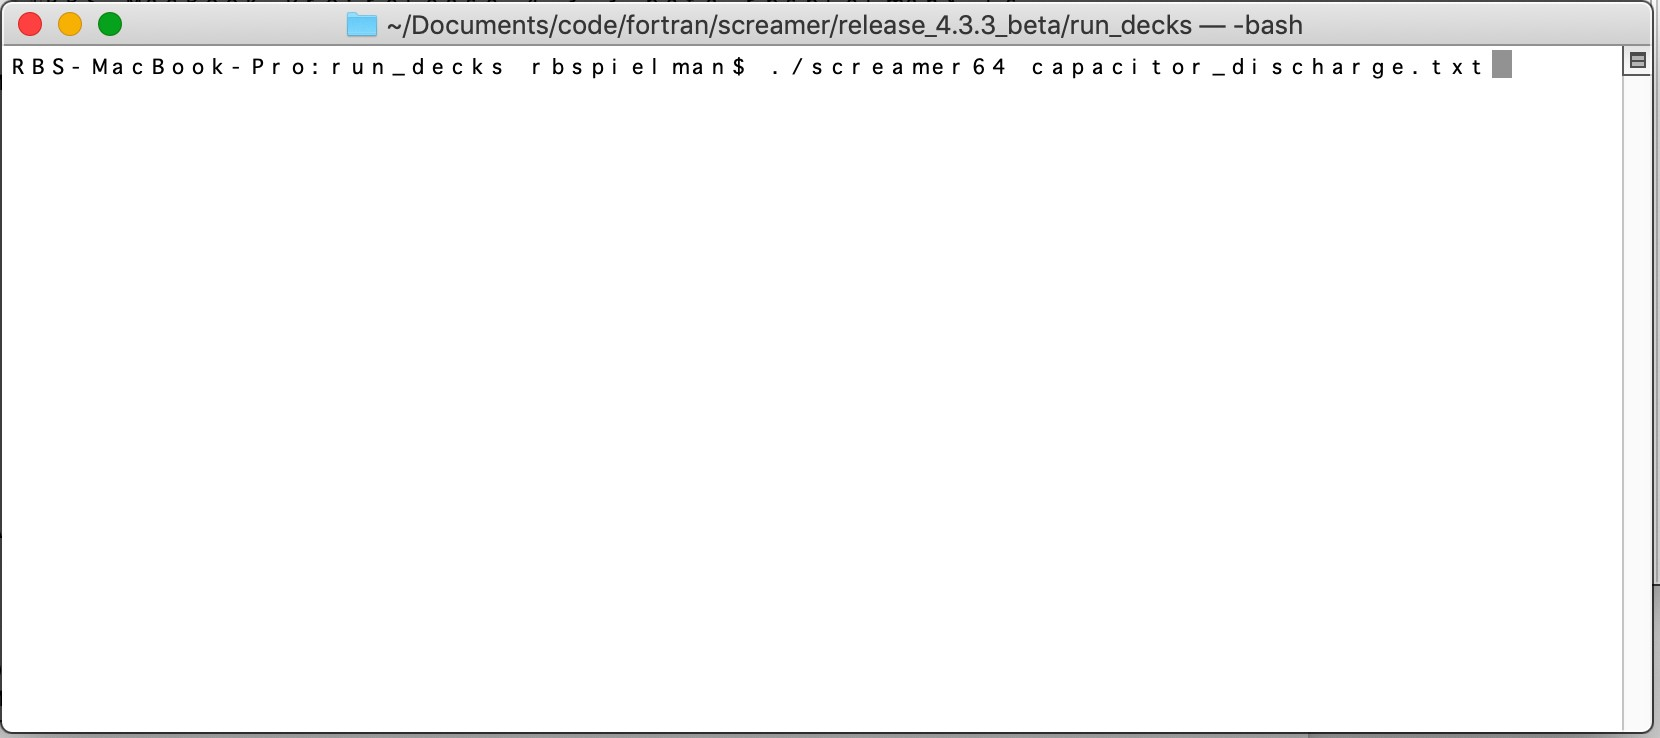 ~/Documents/code/fortran/screamer/release_4.3.3_beta/run_decks — -bash
RBS-MacBook-Pro:run_decks rbspielman$ ./screamer64 capacitor_discharge.txt